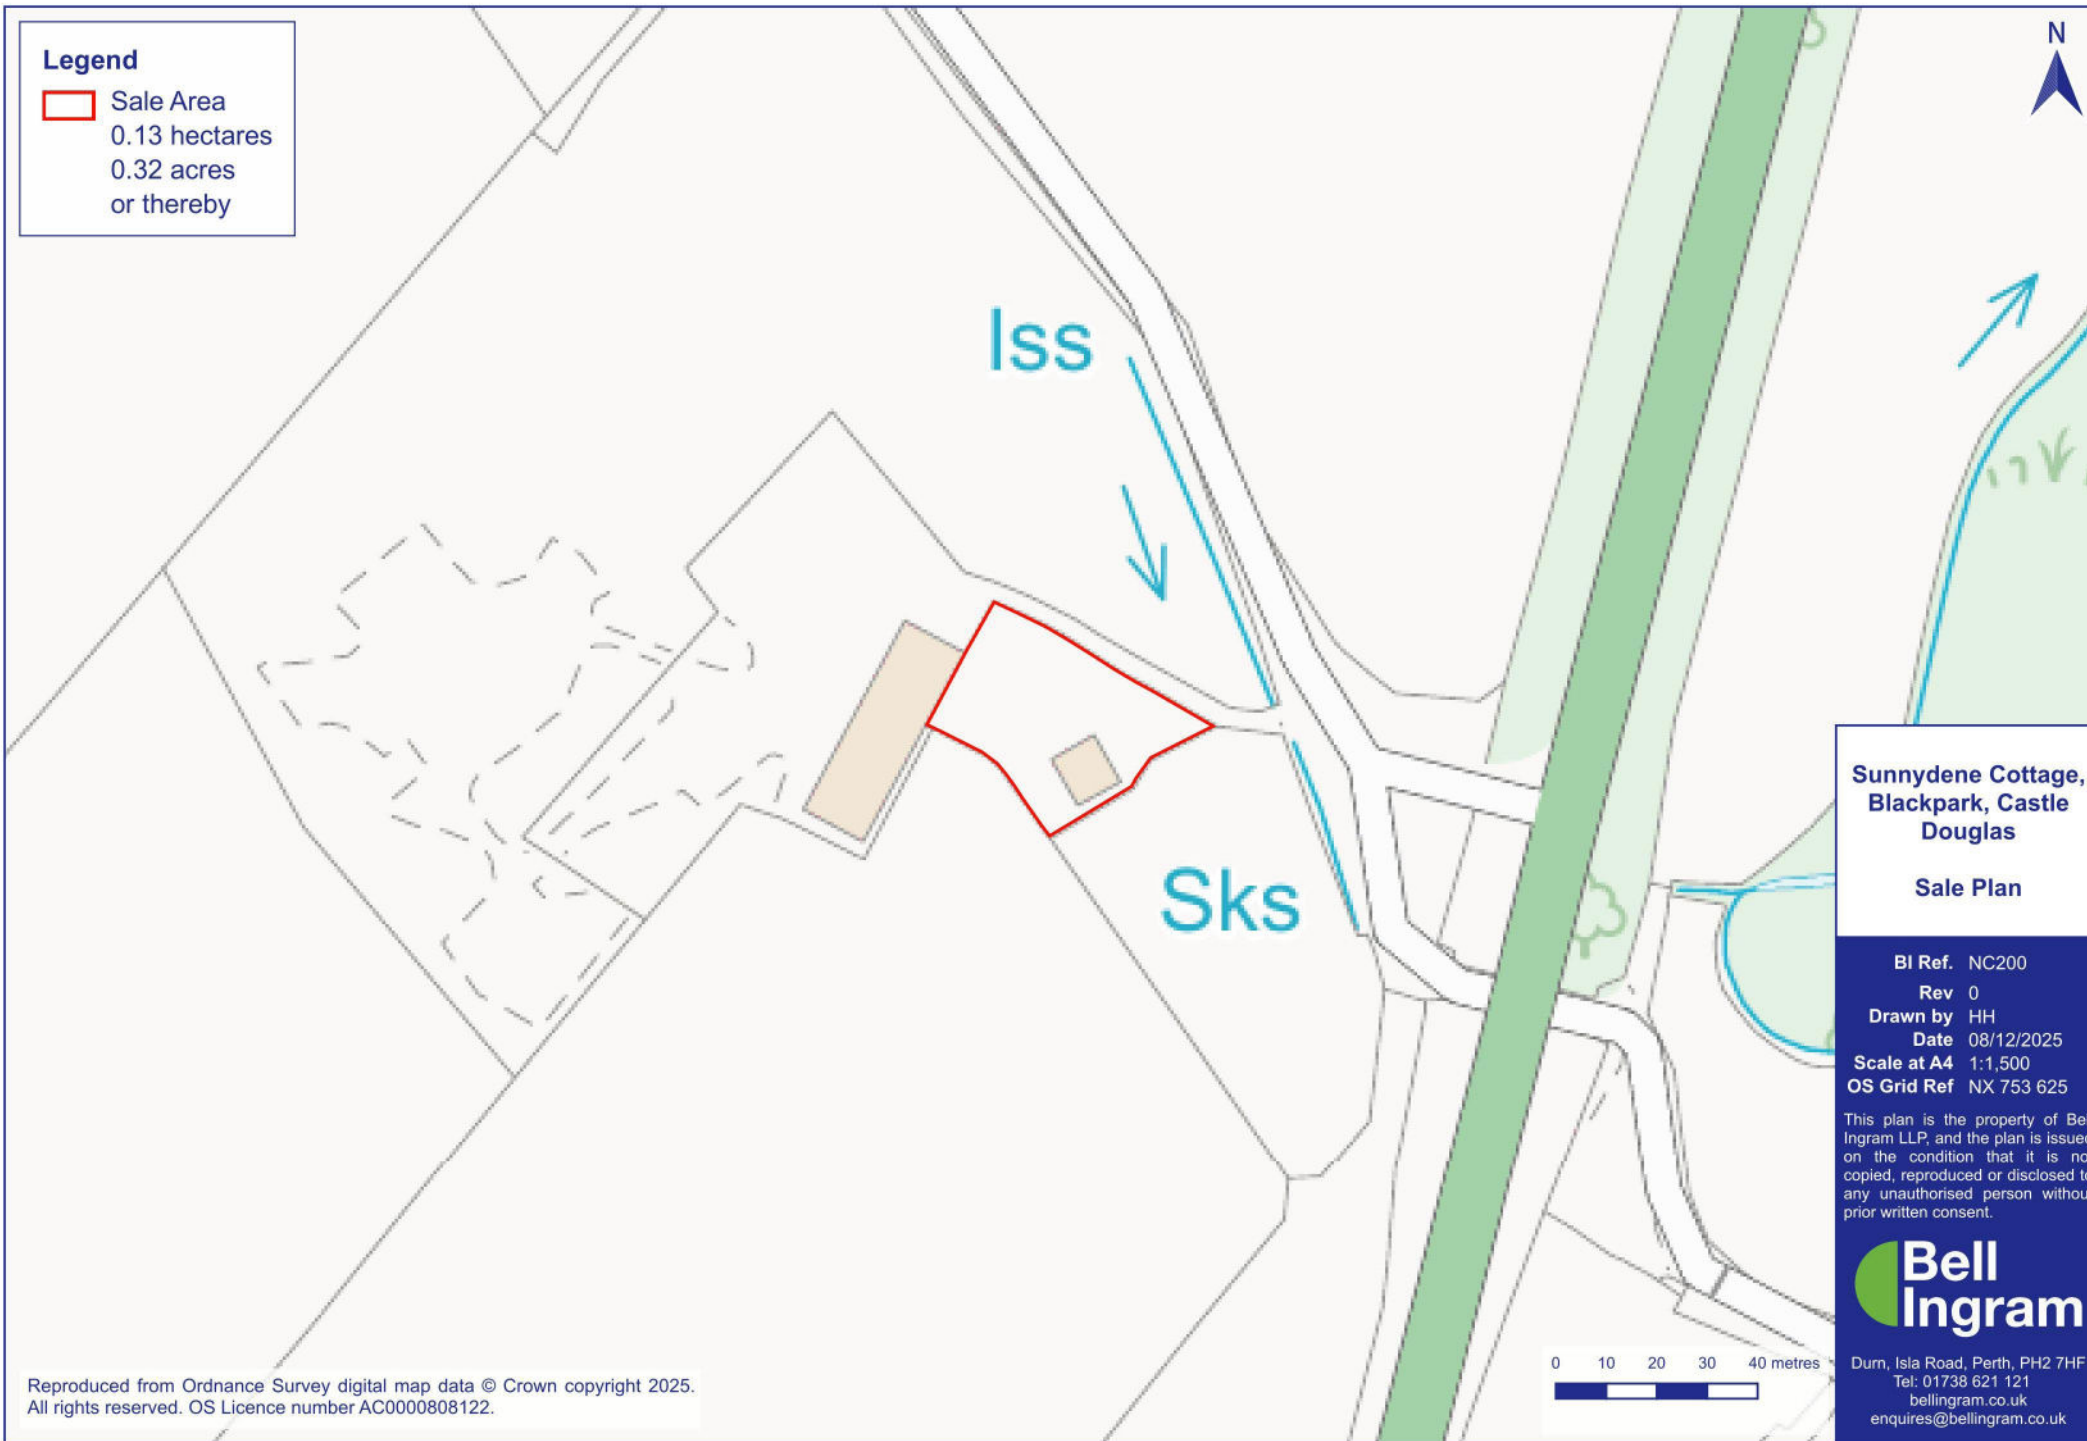 Legend
Sale Area
0.13 hectares
0.32 acres
or thereby
N
Iss
Sks
Sunnydene Cottage,
Blackpark, Castle
Douglas
Sale Plan
BI Ref. NC200
Rev 0
Drawn by HH
Date 08/12/2025
Scale at A4 1:1,500
OS Grid Ref NX 753 625
This plan is the property of Bell
Ingram LLP, and the plan is issued
on the condition that it is not
copied, reproduced or disclosed to
any unauthorised person without
prior written consent.
Bell
Ingram
Durn, Isla Road, Perth, PH2 7HF
Tel: 01738 621 121
bellingram.co.uk
enquires@bellingram.co.uk
0 10 20 30 40 metres
Reproduced from Ordnance Survey digital map data © Crown copyright 2025.
All rights reserved. OS Licence number AC0000808122.